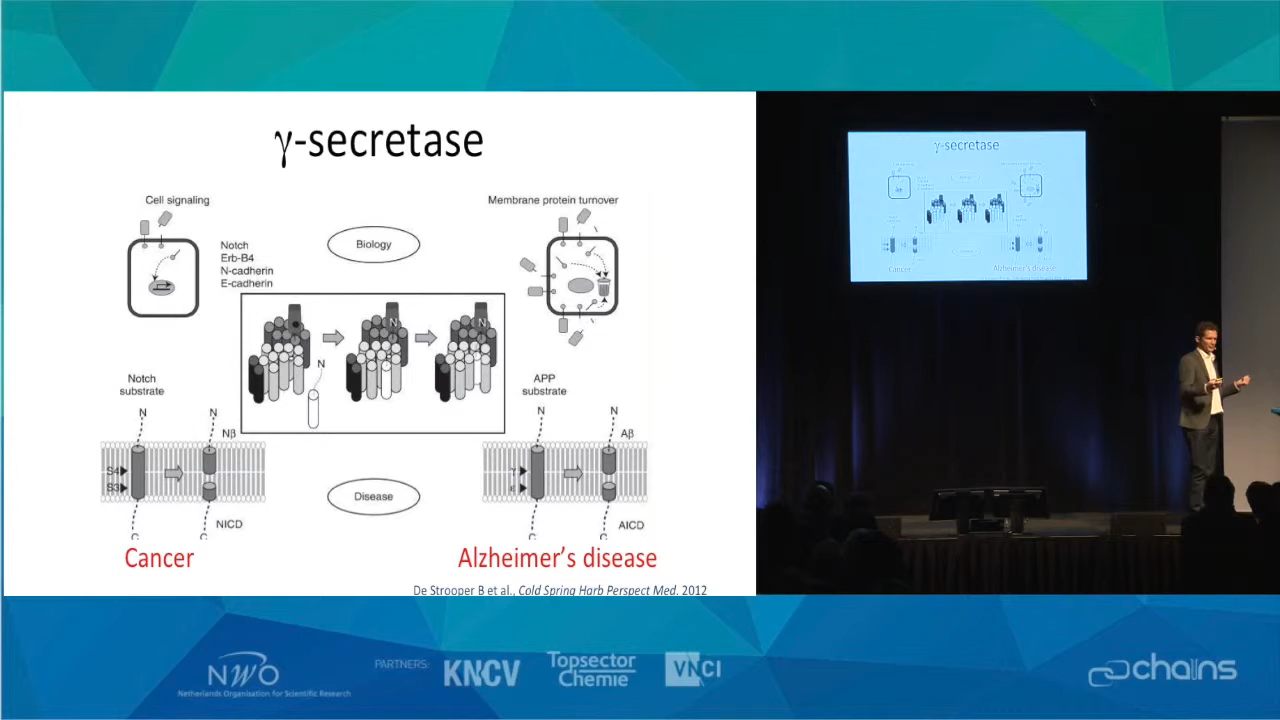 γ-secretase
Cell signaling
Notch
Erb-B4
N-cadherin
E-cadherin
Biology
Membrane protein turnover
N
N
N
Notch
substrate
N
N
Nβ
S4
S3
NICD
C
C
Cancer
Disease
APP
substrate
N
N
Aβ
γ
ε
AICD
C
C
Alzheimer's disease
De Strooper B et al., Cold Spring Harb Perspect Med. 2012
γ-secretase
Cancer
Alzheimer's disease
NWO
Netherlands Organisation for Scientific Research
PARTNERS:
KNCV
Topsector
Chemie
VNCI
chains